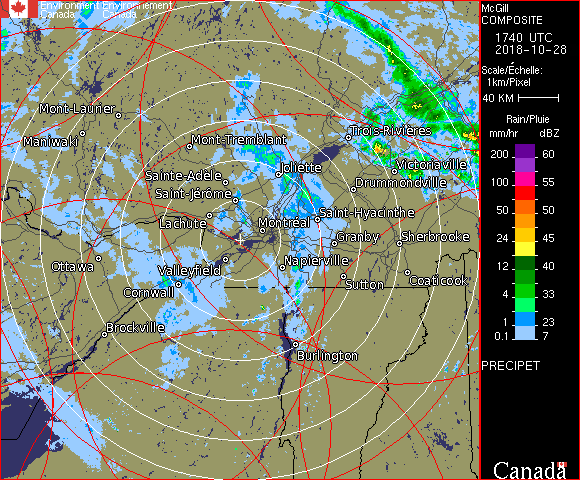 Environment Environnement
Canada Canada
McGill
COMPOSITE
1740 UTC
2018-10-28
Scale/Échelle:
1km/Pixel
40 KM
Rain/Pluie
mm/hr dBZ
200 60
150 57
100 55
50 50
24 45
12 40
4 33
1 23
0.1 7
PRECIPET
Canada
Mont-Laurier
Maniwaki
Mont-Tremblant
Trois-Rivières
Sainte-Adèle
Joliette
Victoriaville
Saint-Jérôme
Drummondville
Lachute
Montréal
Saint-Hyacinthe
Granby
Sherbrooke
Ottawa
Valleyfield
Napierville
Cornwall
Sutton
Coaticook
Brockville
Burlington